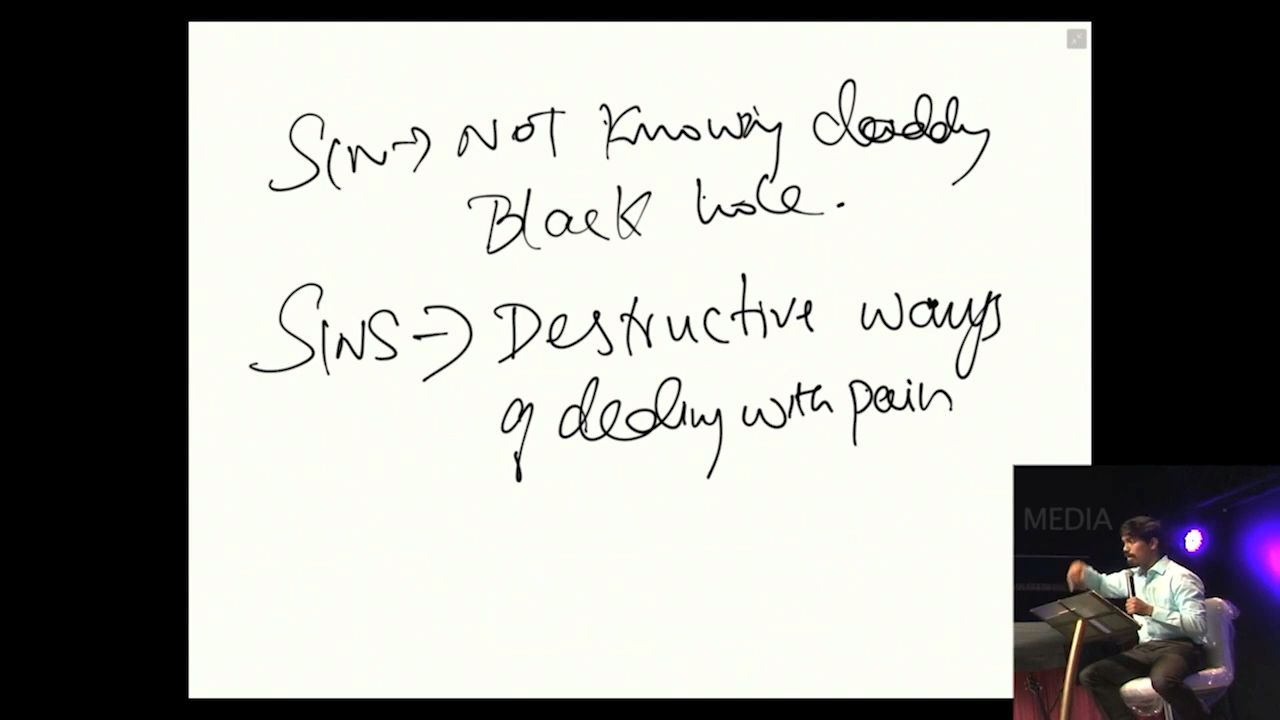 SIN → NOT Knowing daddy
Black hole.
SINS → Destructive ways
of dealing with pain
MEDIA